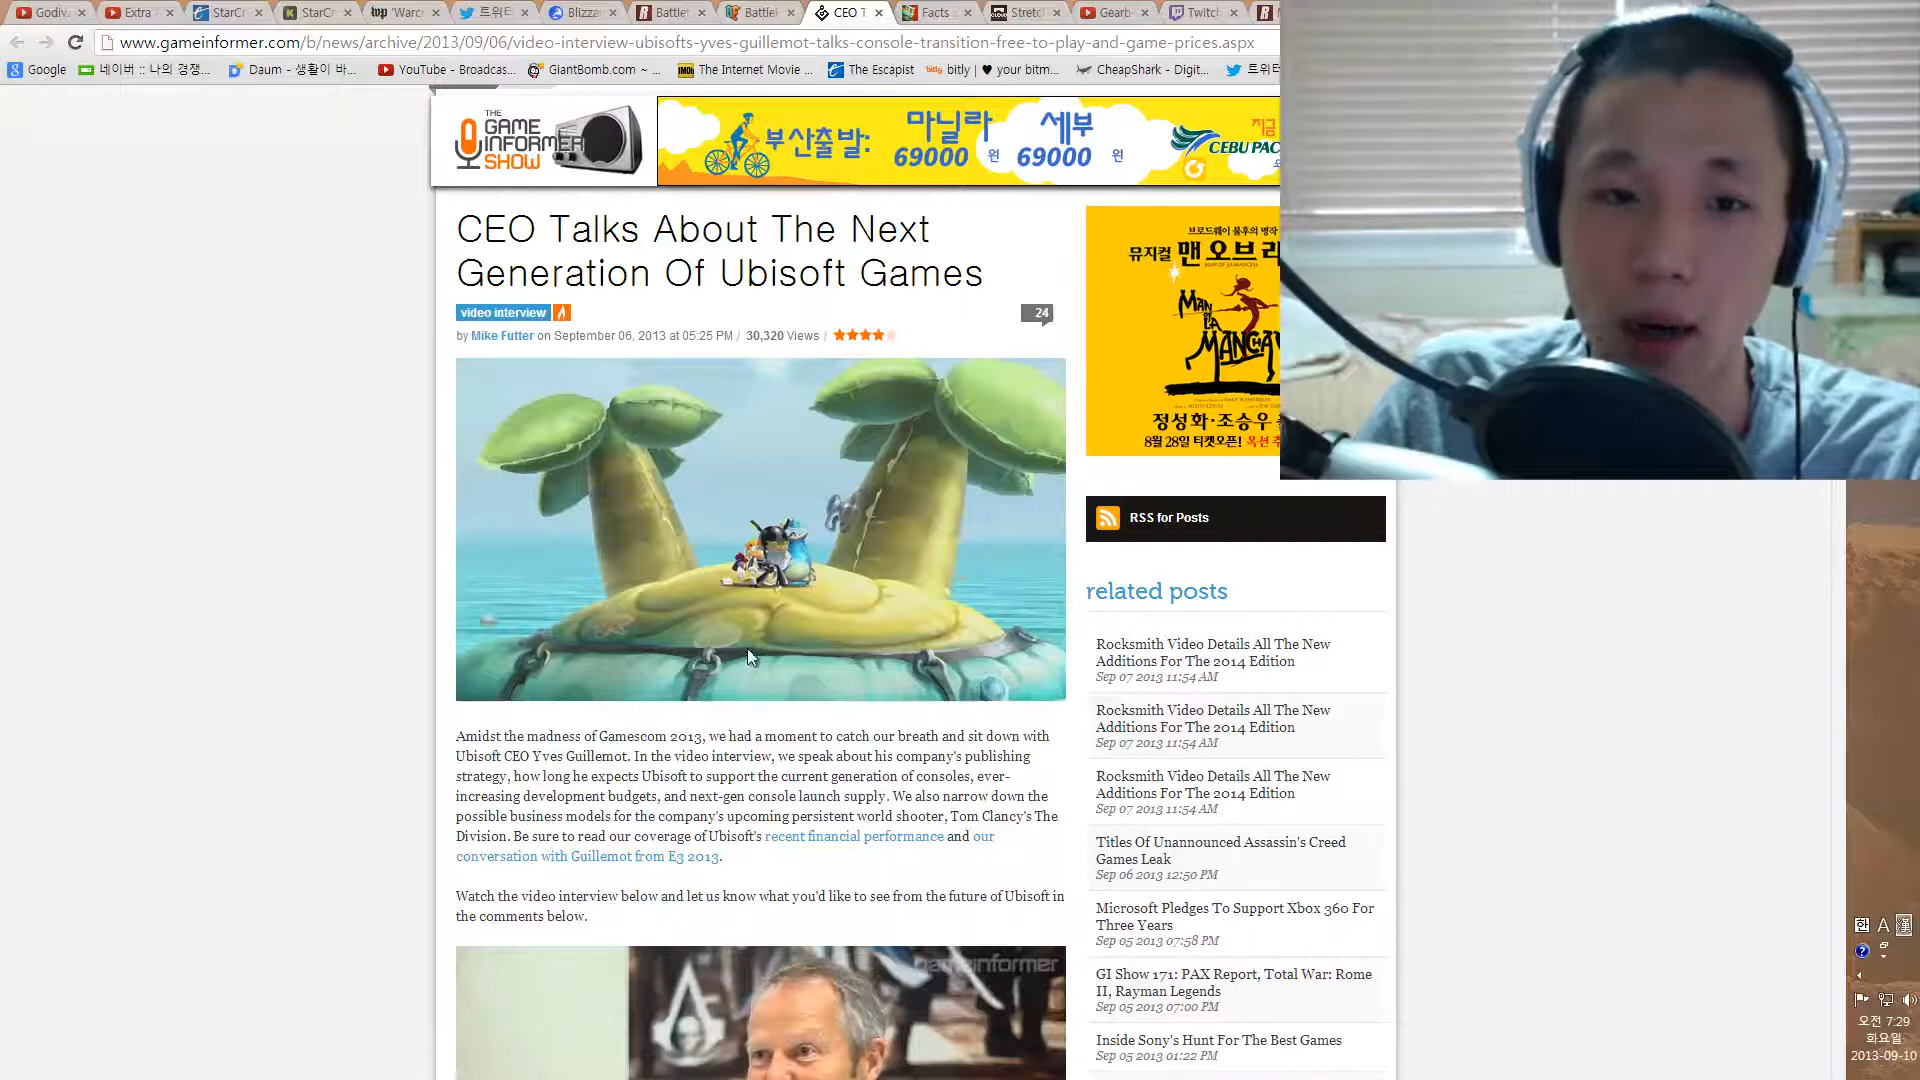 Godiva
Extra
StarCr
StarCr
'Warc
트위터
Blizza
Battlef
Battlel
CEO T
Facts a
Stretcl
Gearb
Twitch
www.gameinformer.com/b/news/archive/2013/09/06/video-interview-ubisofts-yves-guillemot-talks-console-transition-free-to-play-and-game-prices.aspx
Google
네이버 :: 나의 경쟁...
Daum - 생활이 바...
YouTube - Broadcas...
GiantBomb.com ~ ...
The Internet Movie ...
The Escapist
bitly | ♥ your bitm...
CheapShark - Digit...
트위터
THE
GAME
INFORMER
SHOW
부산출발:
마닐라
69000 원
세부
69000 원
지금
CEBU PAC
CEO Talks About The Next
Generation Of Ubisoft Games
video interview
24
by Mike Futter on September 06, 2013 at 05:25 PM / 30,320 Views /
브로드웨이 불후의 명작
뮤지컬 맨 오브 라
MAN OF LA MANCHA
MAN
OF LA
MANCHA
정성화·조승우
8월 28일 티켓오픈! 옥션
RSS for Posts
Amidst the madness of Gamescom 2013, we had a moment to catch our breath and sit down with
Ubisoft CEO Yves Guillemot. In the video interview, we speak about his company's publishing
strategy, how long he expects Ubisoft to support the current generation of consoles, ever-
increasing development budgets, and next-gen console launch supply. We also narrow down the
possible business models for the company's upcoming persistent world shooter, Tom Clancy's The
Division. Be sure to read our coverage of Ubisoft's recent financial performance and our
conversation with Guillemot from E3 2013.
Watch the video interview below and let us know what you'd like to see from the future of Ubisoft in
the comments below.
gameinformer
related posts
Rocksmith Video Details All The New
Additions For The 2014 Edition
Sep 07 2013 11:54 AM
Rocksmith Video Details All The New
Additions For The 2014 Edition
Sep 07 2013 11:54 AM
Rocksmith Video Details All The New
Additions For The 2014 Edition
Sep 07 2013 11:54 AM
Titles Of Unannounced Assassin's Creed
Games Leak
Sep 06 2013 12:50 PM
Microsoft Pledges To Support Xbox 360 For
Three Years
Sep 05 2013 07:58 PM
GI Show 171: PAX Report, Total War: Rome
II, Rayman Legends
Sep 05 2013 07:00 PM
Inside Sony's Hunt For The Best Games
Sep 05 2013 01:22 PM
한 A 漢
오전 7:29
화요일
2013-09-10